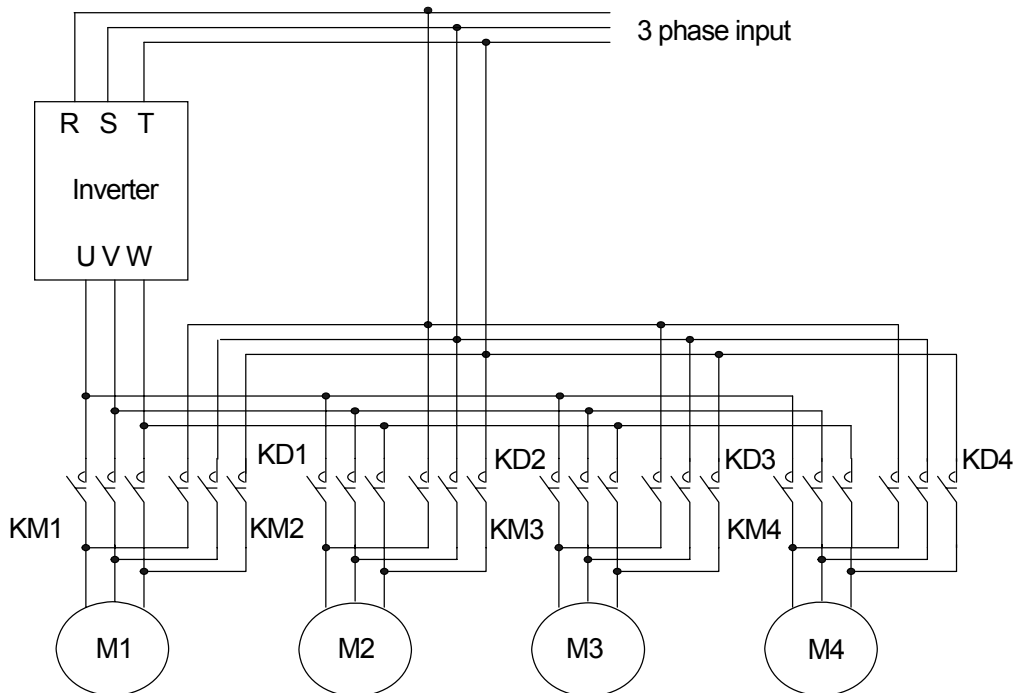 3 phase input
R S T
Inverter
U V W
KD1
KD2
KD3
KD4
KM1
KM2
KM3
KM4
M1
M2
M3
M4